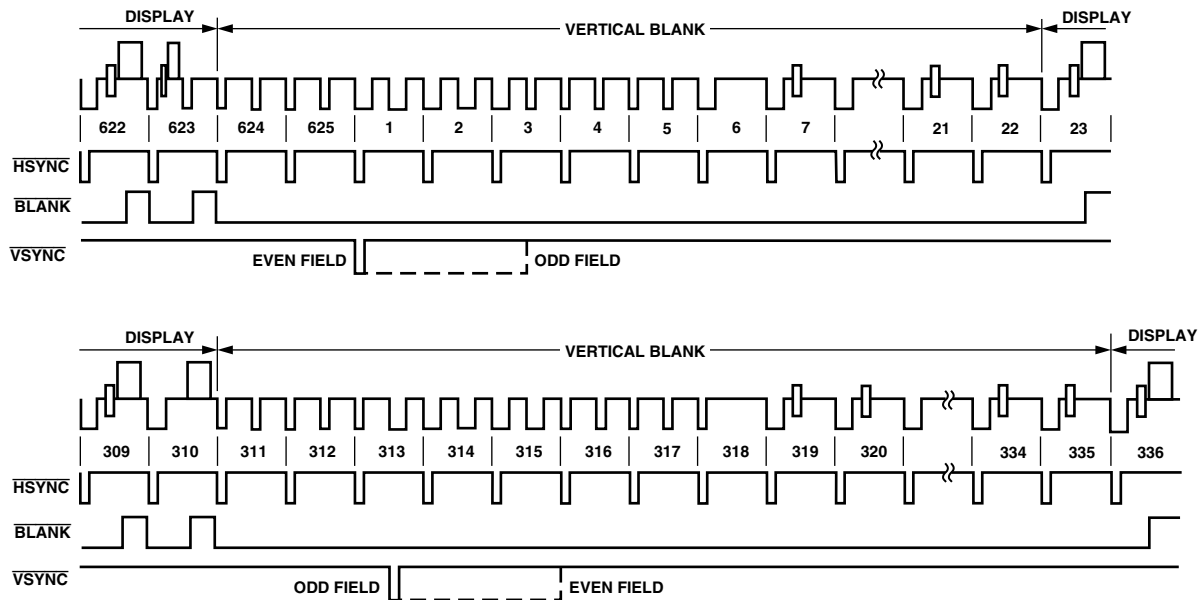 DISPLAY VERTICAL BLANK DISPLAY
622 623 624 625 1 2 3 4 5 6 7 21 22 23
HSYNC
BLANK
VSYNC
EVEN FIELD ODD FIELD
DISPLAY VERTICAL BLANK DISPLAY
309 310 311 312 313 314 315 316 317 318 319 320 334 335 336
HSYNC
BLANK
VSYNC
ODD FIELD EVEN FIELD